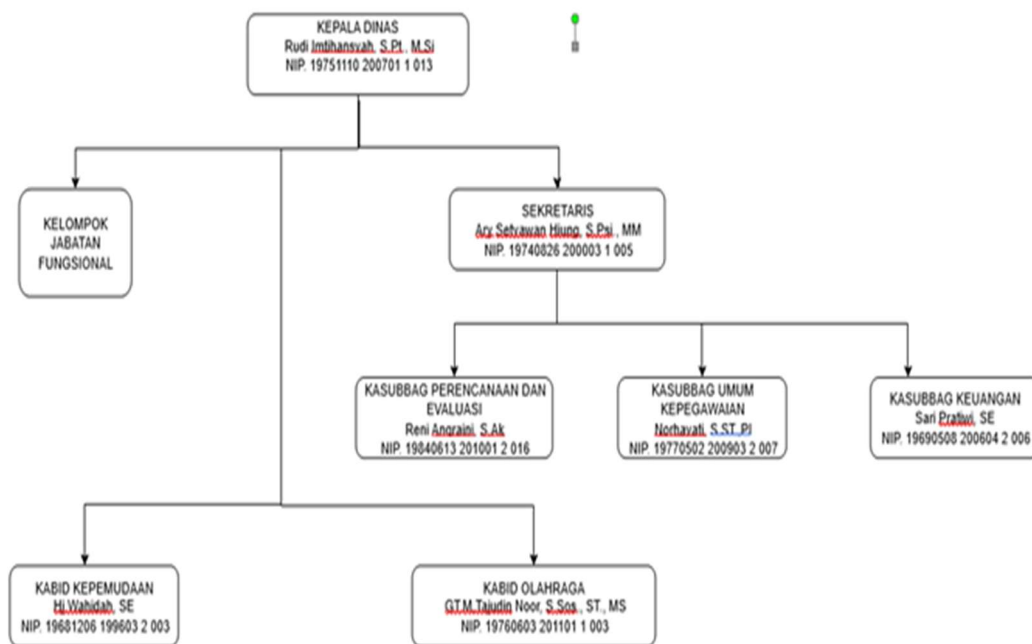 KEPALA DINAS
Rudi Imtihansyah, S.Pt., M.Si
NIP. 19751110 200701 1 013
KELOMPOK
JABATAN
FUNGSIONAL
SEKRETARIS
Ary Setyawan Hiung, S.Psi., MM
NIP. 19740826 200003 1 005
KASUBBAG PERENCANAAN DAN
EVALUASI
Reni Angraini, S.Ak
NIP. 19840613 201001 2 016
KASUBBAG UMUM
KEPEGAWAIAN
Norhayati, S.ST.PI
NIP. 19770502 200903 2 007
KASUBBAG KEUANGAN
Sari Pratiwi, SE
NIP. 19690508 200604 2 006
KABID KEPEMUDAAN
Hj.Wahidah, SE
NIP. 19681206 199603 2 003
KABID OLAHRAGA
GT.M.Tajudin Noor, S.Sos., ST., MS
NIP. 19760603 201101 1 003